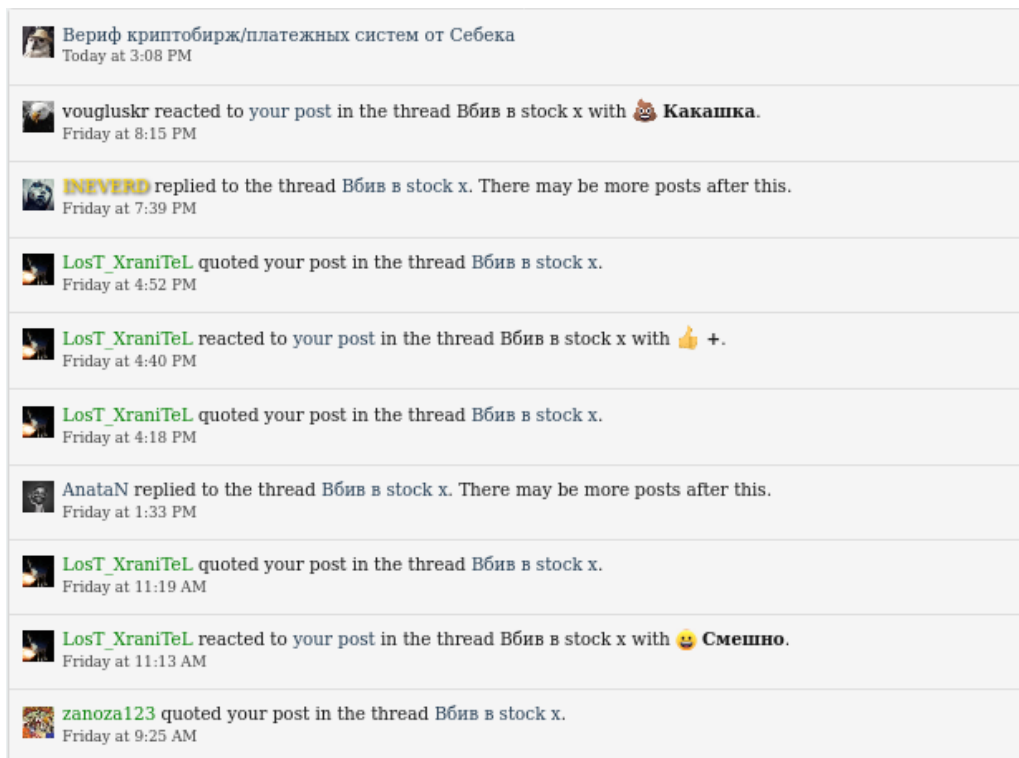 Вериф криптобирж/платежных систем от Себека
Today at 3:08 PM
vougluskr reacted to your post in the thread Вбив в stock x with 💩 Какашка.
Friday at 8:15 PM
INEVERD replied to the thread Вбив в stock x. There may be more posts after this.
Friday at 7:39 PM
LosT_XraniTeL quoted your post in the thread Вбив в stock x.
Friday at 4:52 PM
LosT_XraniTeL reacted to your post in the thread Вбив в stock x with 👍 +.
Friday at 4:40 PM
LosT_XraniTeL quoted your post in the thread Вбив в stock x.
Friday at 4:18 PM
AnataN replied to the thread Вбив в stock x. There may be more posts after this.
Friday at 1:33 PM
LosT_XraniTeL quoted your post in the thread Вбив в stock x.
Friday at 11:19 AM
LosT_XraniTeL reacted to your post in the thread Вбив в stock x with 😀 Смешно.
Friday at 11:13 AM
zanoza123 quoted your post in the thread Вбив в stock x.
Friday at 9:25 AM